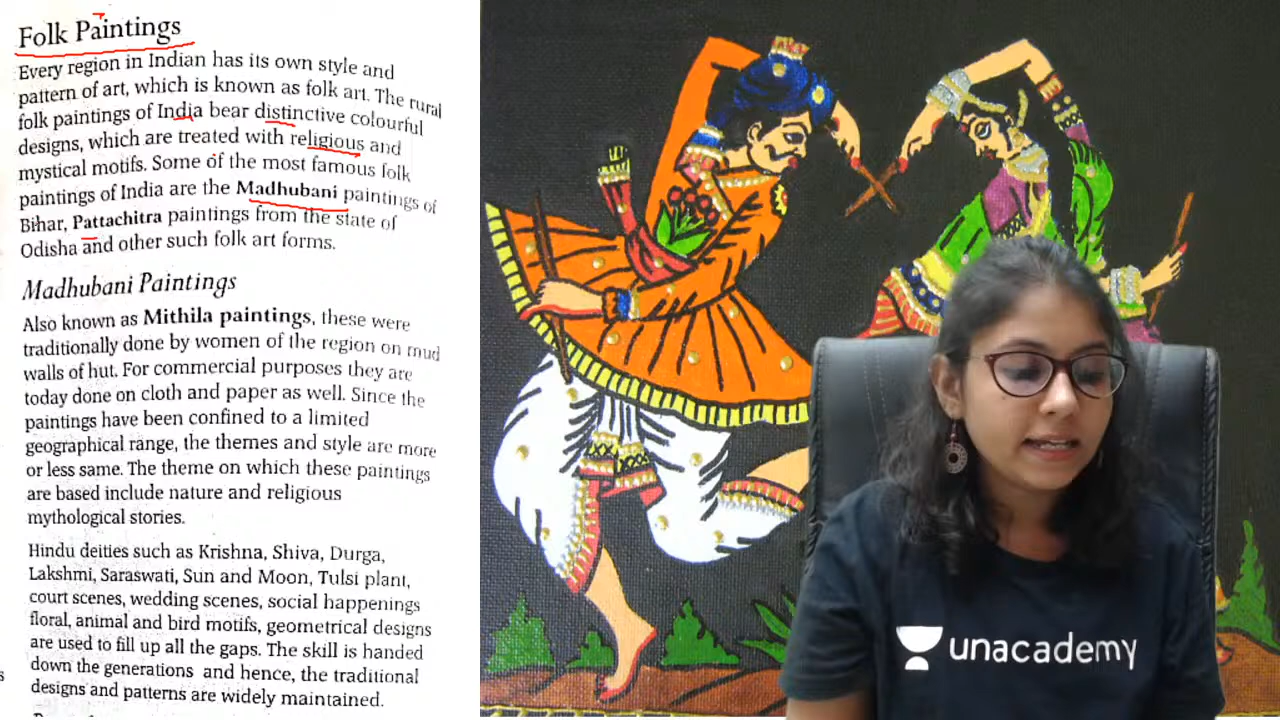 Folk Paintings
Every region in Indian has its own style and
pattern of art, which is known as folk art. The rural
folk paintings of India bear distinctive colourful
designs, which are treated with religious and
mystical motifs. Some of the most famous folk
paintings of India are the Madhubani paintings of
Bihar, Pattachitra paintings from the state of
Odisha and other such folk art forms.
Madhubani Paintings
Also known as Mithila paintings, these were
traditionally done by women of the region on mud
walls of hut. For commercial purposes they are
today done on cloth and paper as well. Since the
paintings have been confined to a limited
geographical range, the themes and style are more
or less same. The theme on which these paintings
are based include nature and religious
mythological stories.
Hindu deities such as Krishna, Shiva, Durga,
Lakshmi, Saraswati, Sun and Moon, Tulsi plant,
court scenes, wedding scenes, social happenings
floral, animal and bird motifs, geometrical designs
are used to fill up all the gaps. The skill is handed
down the generations and hence, the traditional
designs and patterns are widely maintained.
unacademy